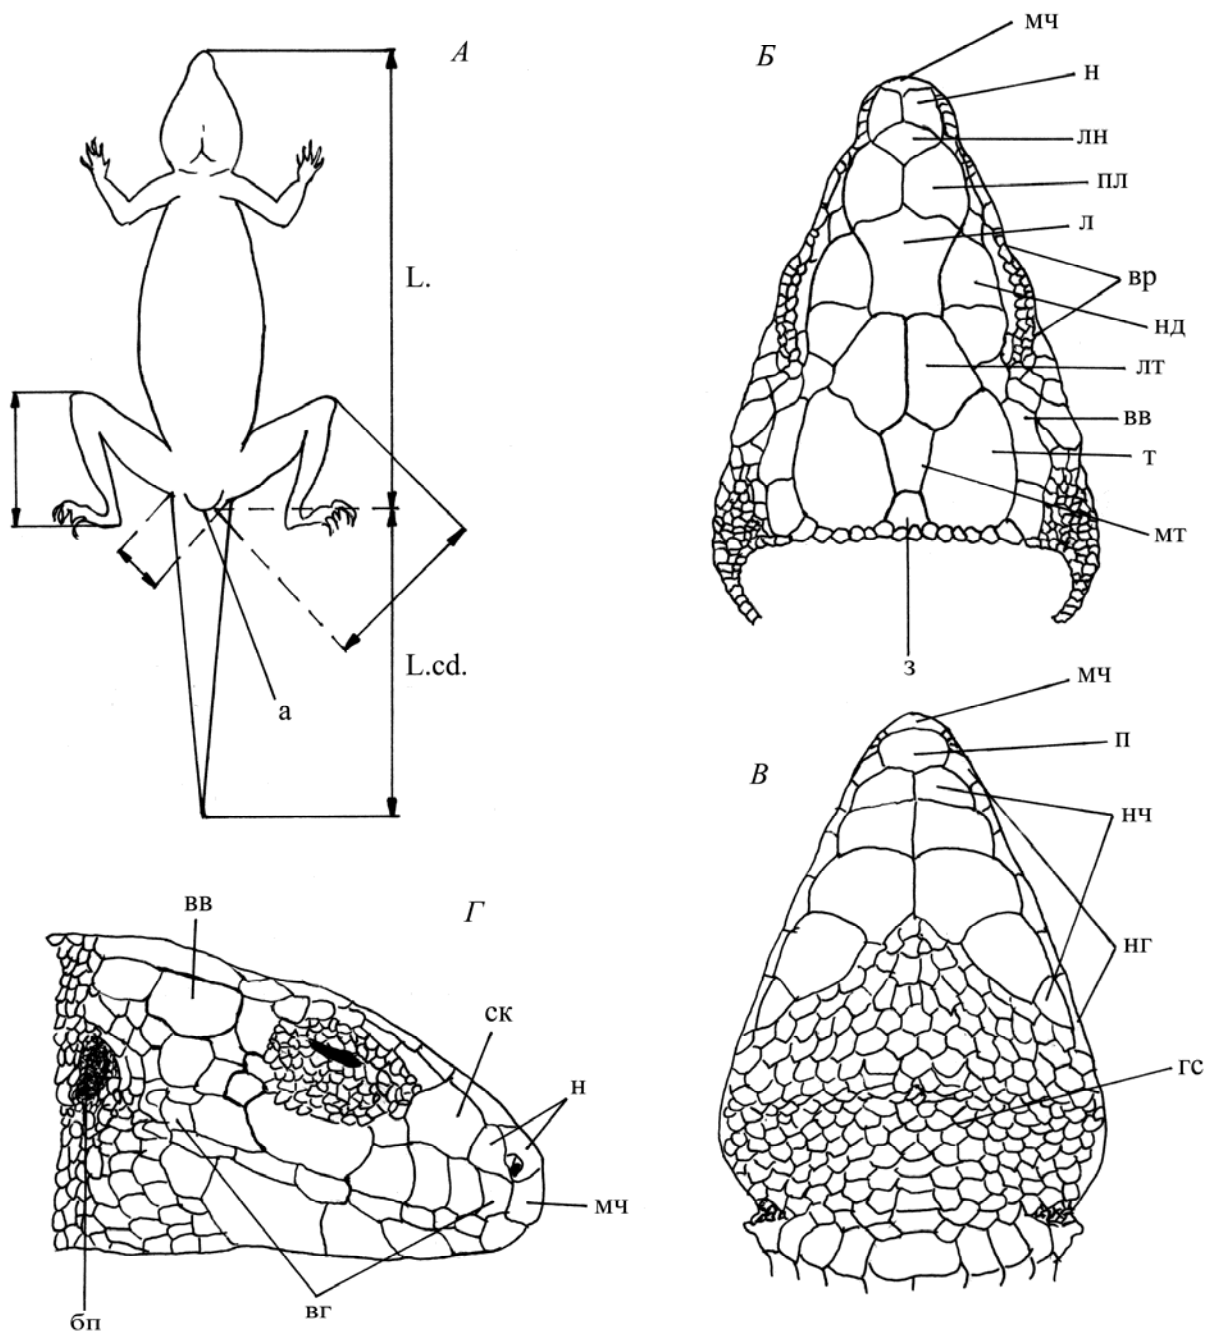 А
L.
L.cd.
а
Б
мч
н
лн
пл
л
вр
нд
лт
вв
т
мт
з
В
мч
п
нч
нг
гс
Г
вв
ск
н
мч
вг
бп